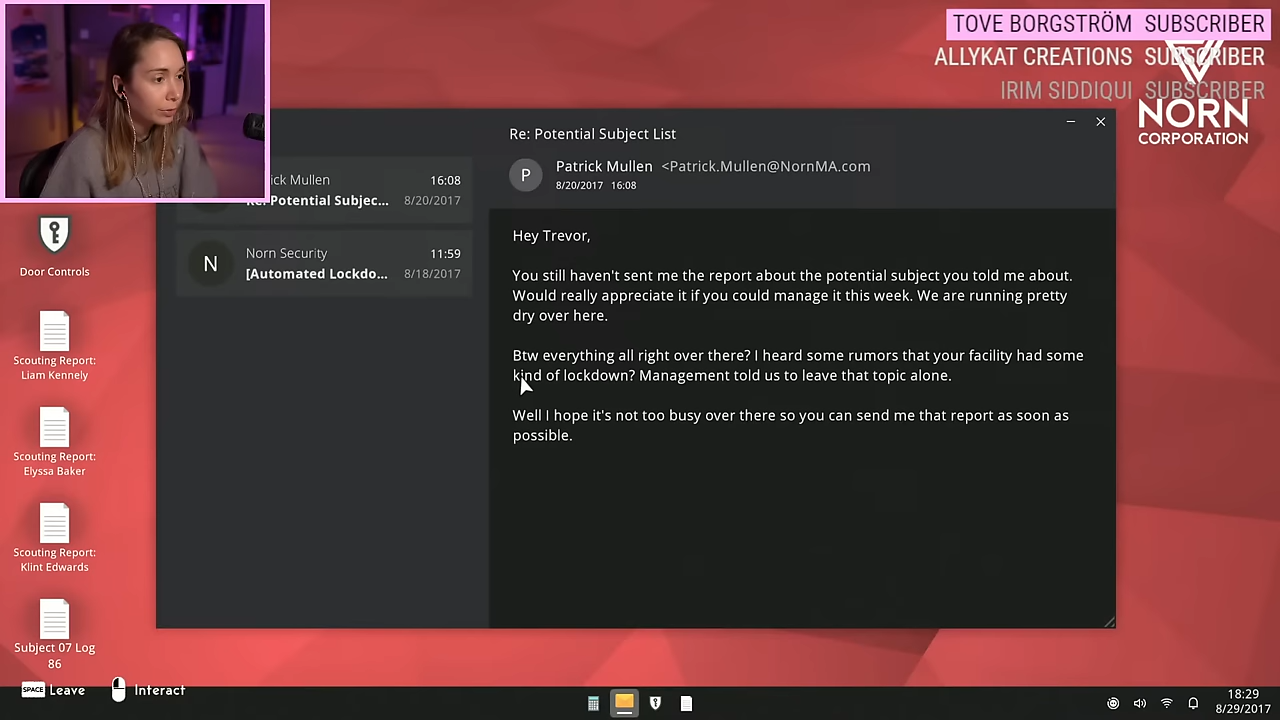 TOVE BORGSTRÖM SUBSCRIBER
ALLYKAT CREATIONS SUBSCRIBER
IRIM SIDDIQUI SUBSCRIBER
NORN
CORPORATION
Re: Potential Subject List
P
Patrick Mullen <Patrick.Mullen@NornMA.com
8/20/2017 16:08
Mullen 16:08
Re: Potential Subjec... 8/20/2017
N
Norn Security 11:59
[Automated Lockdo... 8/18/2017
Hey Trevor,
You still haven't sent me the report about the potential subject you told me about.
Would really appreciate it if you could manage it this week. We are running pretty
dry over here.
Btw everything all right over there? I heard some rumors that your facility had some
kind of lockdown? Management told us to leave that topic alone.
Well I hope it's not too busy over there so you can send me that report as soon as
possible.
Door Controls
Scouting Report:
Liam Kennely
Scouting Report:
Elyssa Baker
Scouting Report:
Klint Edwards
Subject 07 Log
86
SPACE Leave Interact
18:29
8/29/2017